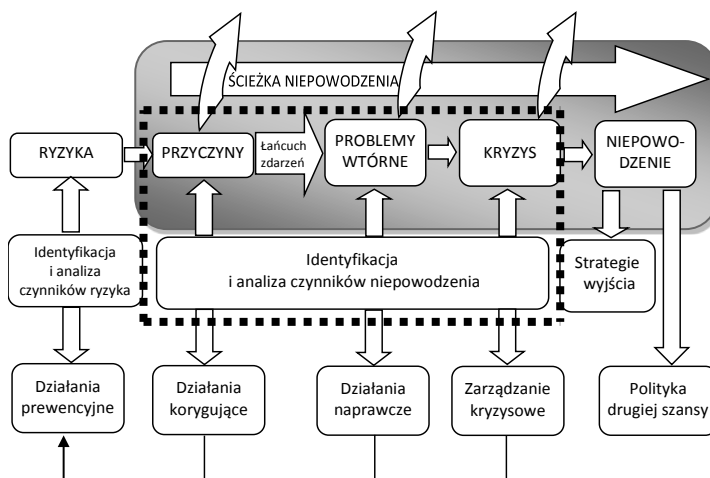 ŚCIEŻKA NIEPOWODZENIA
RYZYKA
PRZYCZYNY
Łańcuch
zdarzeń
PROBLEMY
WTÓRNE
KRYZYS
NIEPOWO-
DZENIE
Identyfikacja
i analiza
czynników ryzyka
Identyfikacja
i analiza czynników niepowodzenia
Strategie
wyjścia
Działania
prewencyjne
Działania
korygujące
Działania
naprawcze
Zarządzanie
kryzysowe
Polityka
drugiej szansy